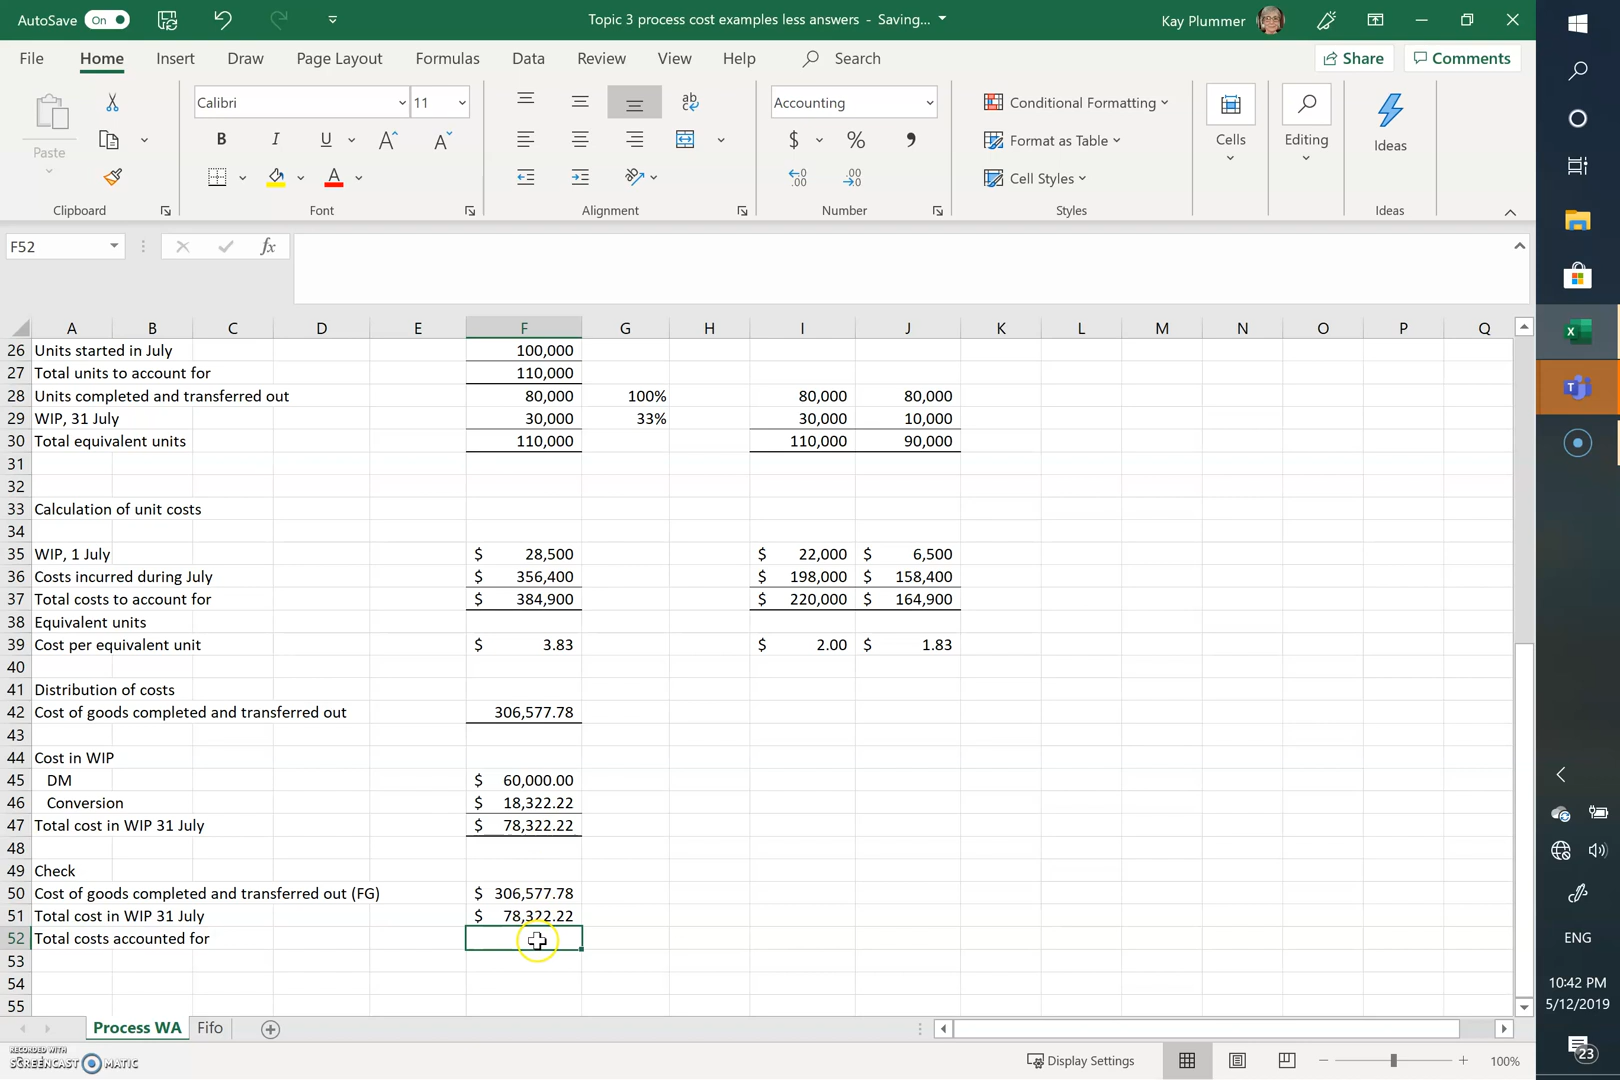 AutoSave On Topic 3 process cost examples less answers - Saving... Kay Plummer
File Home Insert Draw Page Layout Formulas Data Review View Help Search Share Comments
Paste
Calibri 11
B I U A A
ab
Accounting
$ % 9
Conditional Formatting
Format as Table
Cell Styles
Cells
Editing
Ideas
Clipboard Font Alignment Number Styles Ideas
F52 fx
A B C D E F G H I J K L M N O P Q
26 Units started in July 100,000
27 Total units to account for 110,000
28 Units completed and transferred out 80,000 100% 80,000 80,000
29 WIP, 31 July 30,000 33% 30,000 10,000
30 Total equivalent units 110,000 110,000 90,000
31
32
33 Calculation of unit costs
34
35 WIP, 1 July $ 28,500 $ 22,000 $ 6,500
36 Costs incurred during July $ 356,400 $ 198,000 $ 158,400
37 Total costs to account for $ 384,900 $ 220,000 $ 164,900
38 Equivalent units
39 Cost per equivalent unit $ 3.83 $ 2.00 $ 1.83
40
41 Distribution of costs
42 Cost of goods completed and transferred out 306,577.78
43
44 Cost in WIP
45 DM $ 60,000.00
46 Conversion $ 18,322.22
47 Total cost in WIP 31 July $ 78,322.22
48
49 Check
50 Cost of goods completed and transferred out (FG) $ 306,577.78
51 Total cost in WIP 31 July $ 78,322.22
52 Total costs accounted for
53
54
55
Process WA Fifo
RECORDED WITH
SCREENCAST MATIC
Display Settings 100%
ENG
10:42 PM
5/12/2019
23